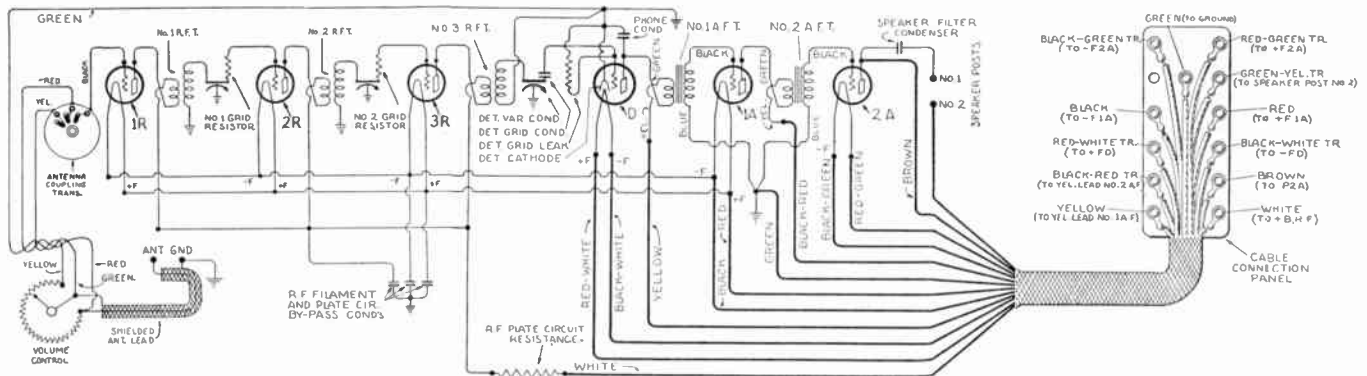 GREEN
RED
YEL.
BLACK
ANTENNA
COUPLING
TRANS.
1R
NO.1 R.F.T.
NO.1 GRID
RESISTOR
2R
NO.2 R.F.T.
NO.2 GRID
RESISTOR
3R
NO 3 R.F.T.
DET. VAR COND
DET GRID COND
DET GRID LEAK
DET CATHODE
PHONE
COND
GREEN
D
NO.1 A.F.T.
BLACK
YEL
BLUE
1A
GREEN
NO.2 A.F.T.
BLACK
YEL
BLUE
2A
SPEAKER FILTER
CONDENSER
NO.1
NO.2
SPEAKER POSTS
-F
+F
-F
+F
-F
+F
+F
-F
-F
+F
-F
YELLOW
RED
GREEN.
VOLUME
CONTROL
ANT GND
SHIELDED
ANT. LEAD
R.F FILAMENT
AND PLATE CIR.
BY-PASS CONDS
R.F PLATE CIRCUIT
RESISTANCE.
WHITE
RED-WHITE
BLACK-WHITE
YELLOW
BLACK
RED
GREEN
BLACK-RED
BLACK-GREEN
RED-GREEN
BROWN
GREEN (TO GROUND)
BLACK-GREEN TR.
(TO -F2A)
RED-GREEN TR.
(TO +F2A)
GREEN-YEL. TR
(TO SPEAKER POST NO.2)
BLACK
(TO -F1A)
RED
(TO +F1A)
RED-WHITE TR.
(TO +FD)
BLACK-WHITE TR.
(TO -FD)
BLACK-RED TR
(TO YEL. LEAD NO.2 A F)
BROWN
(TO P2A)
YELLOW
(TO YEL LEAD NO. 1A F)
WHITE
(TO +B, R F)
CABLE
CONNECTION
PANEL